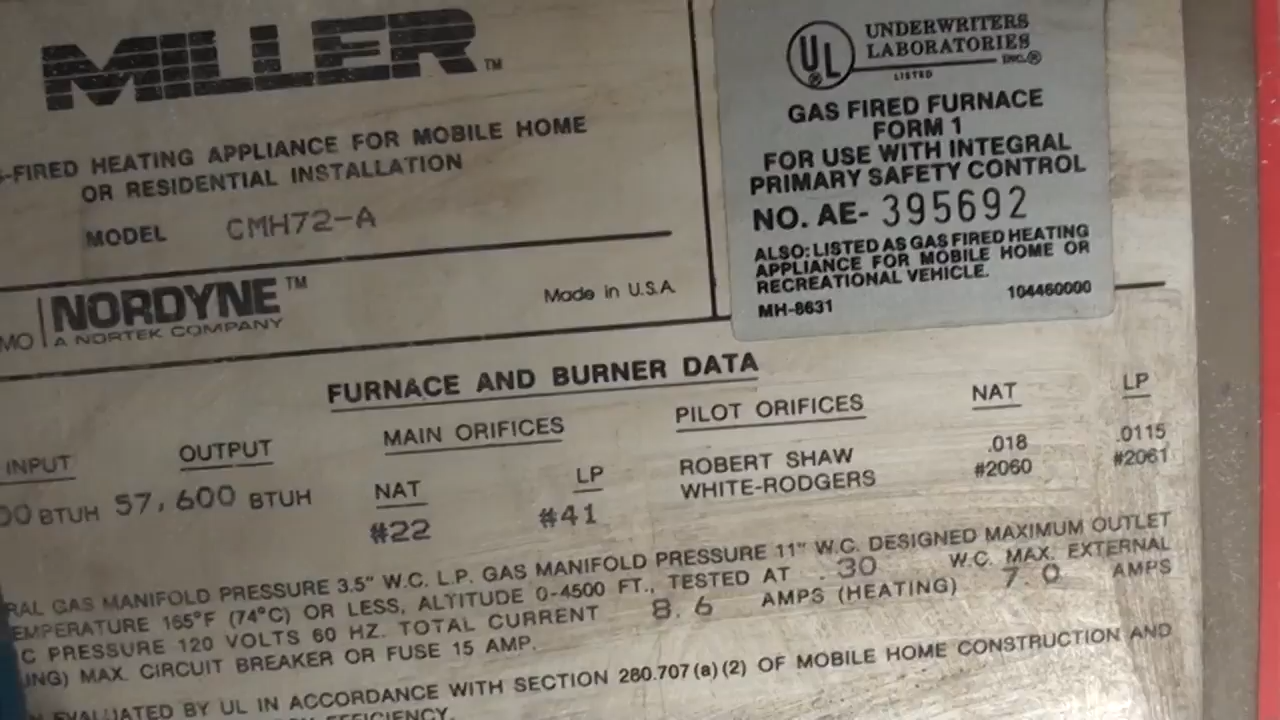 MILLER™
-FIRED HEATING APPLIANCE FOR MOBILE HOME
OR RESIDENTIAL INSTALLATION
MODEL CMH72-A
MO NORDYNE™
A NORTEK COMPANY
Made in U.S.A.
UL®
UNDERWRITERS
LABORATORIES
INC.®
LISTED
GAS FIRED FURNACE
FORM 1
FOR USE WITH INTEGRAL
PRIMARY SAFETY CONTROL
NO. AE- 395692
ALSO: LISTED AS GAS FIRED HEATING
APPLIANCE FOR MOBILE HOME OR
RECREATIONAL VEHICLE.
MH-8631 104460000
FURNACE AND BURNER DATA
INPUT OUTPUT MAIN ORIFICES PILOT ORIFICES NAT LP
00 BTUH 57,600 BTUH NAT LP ROBERT SHAW .018 .0115
#22 #41 WHITE-RODGERS #2060 #2061
RAL GAS MANIFOLD PRESSURE 3.5" W.C. L.P. GAS MANIFOLD PRESSURE 11" W.C. DESIGNED MAXIMUM OUTLET
EMPERATURE 165°F (74°C) OR LESS, ALTITUDE 0-4500 FT., TESTED AT .30 W.C. MAX. EXTERNAL
C PRESSURE 120 VOLTS 60 HZ. TOTAL CURRENT 8.6 AMPS (HEATING) 7.0 AMPS
ING) MAX. CIRCUIT BREAKER OR FUSE 15 AMP.
N EVALUATED BY UL IN ACCORDANCE WITH SECTION 280.707 (a) (2) OF MOBILE HOME CONSTRUCTION AND
EFFICIENCY.